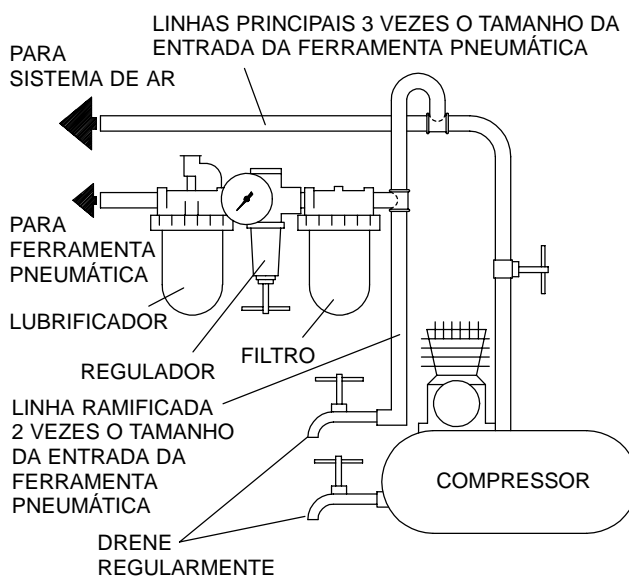 LINHAS PRINCIPAIS 3 VEZES O TAMANHO DA
ENTRADA DA FERRAMENTA PNEUMÁTICA
PARA
SISTEMA DE AR
PARA
FERRAMENTA
PNEUMÁTICA
LUBRIFICADOR
REGULADOR
FILTRO
LINHA RAMIFICADA
2 VEZES O TAMANHO
DA ENTRADA DA
FERRAMENTA
PNEUMÁTICA
COMPRESSOR
DRENE
REGULARMENTE